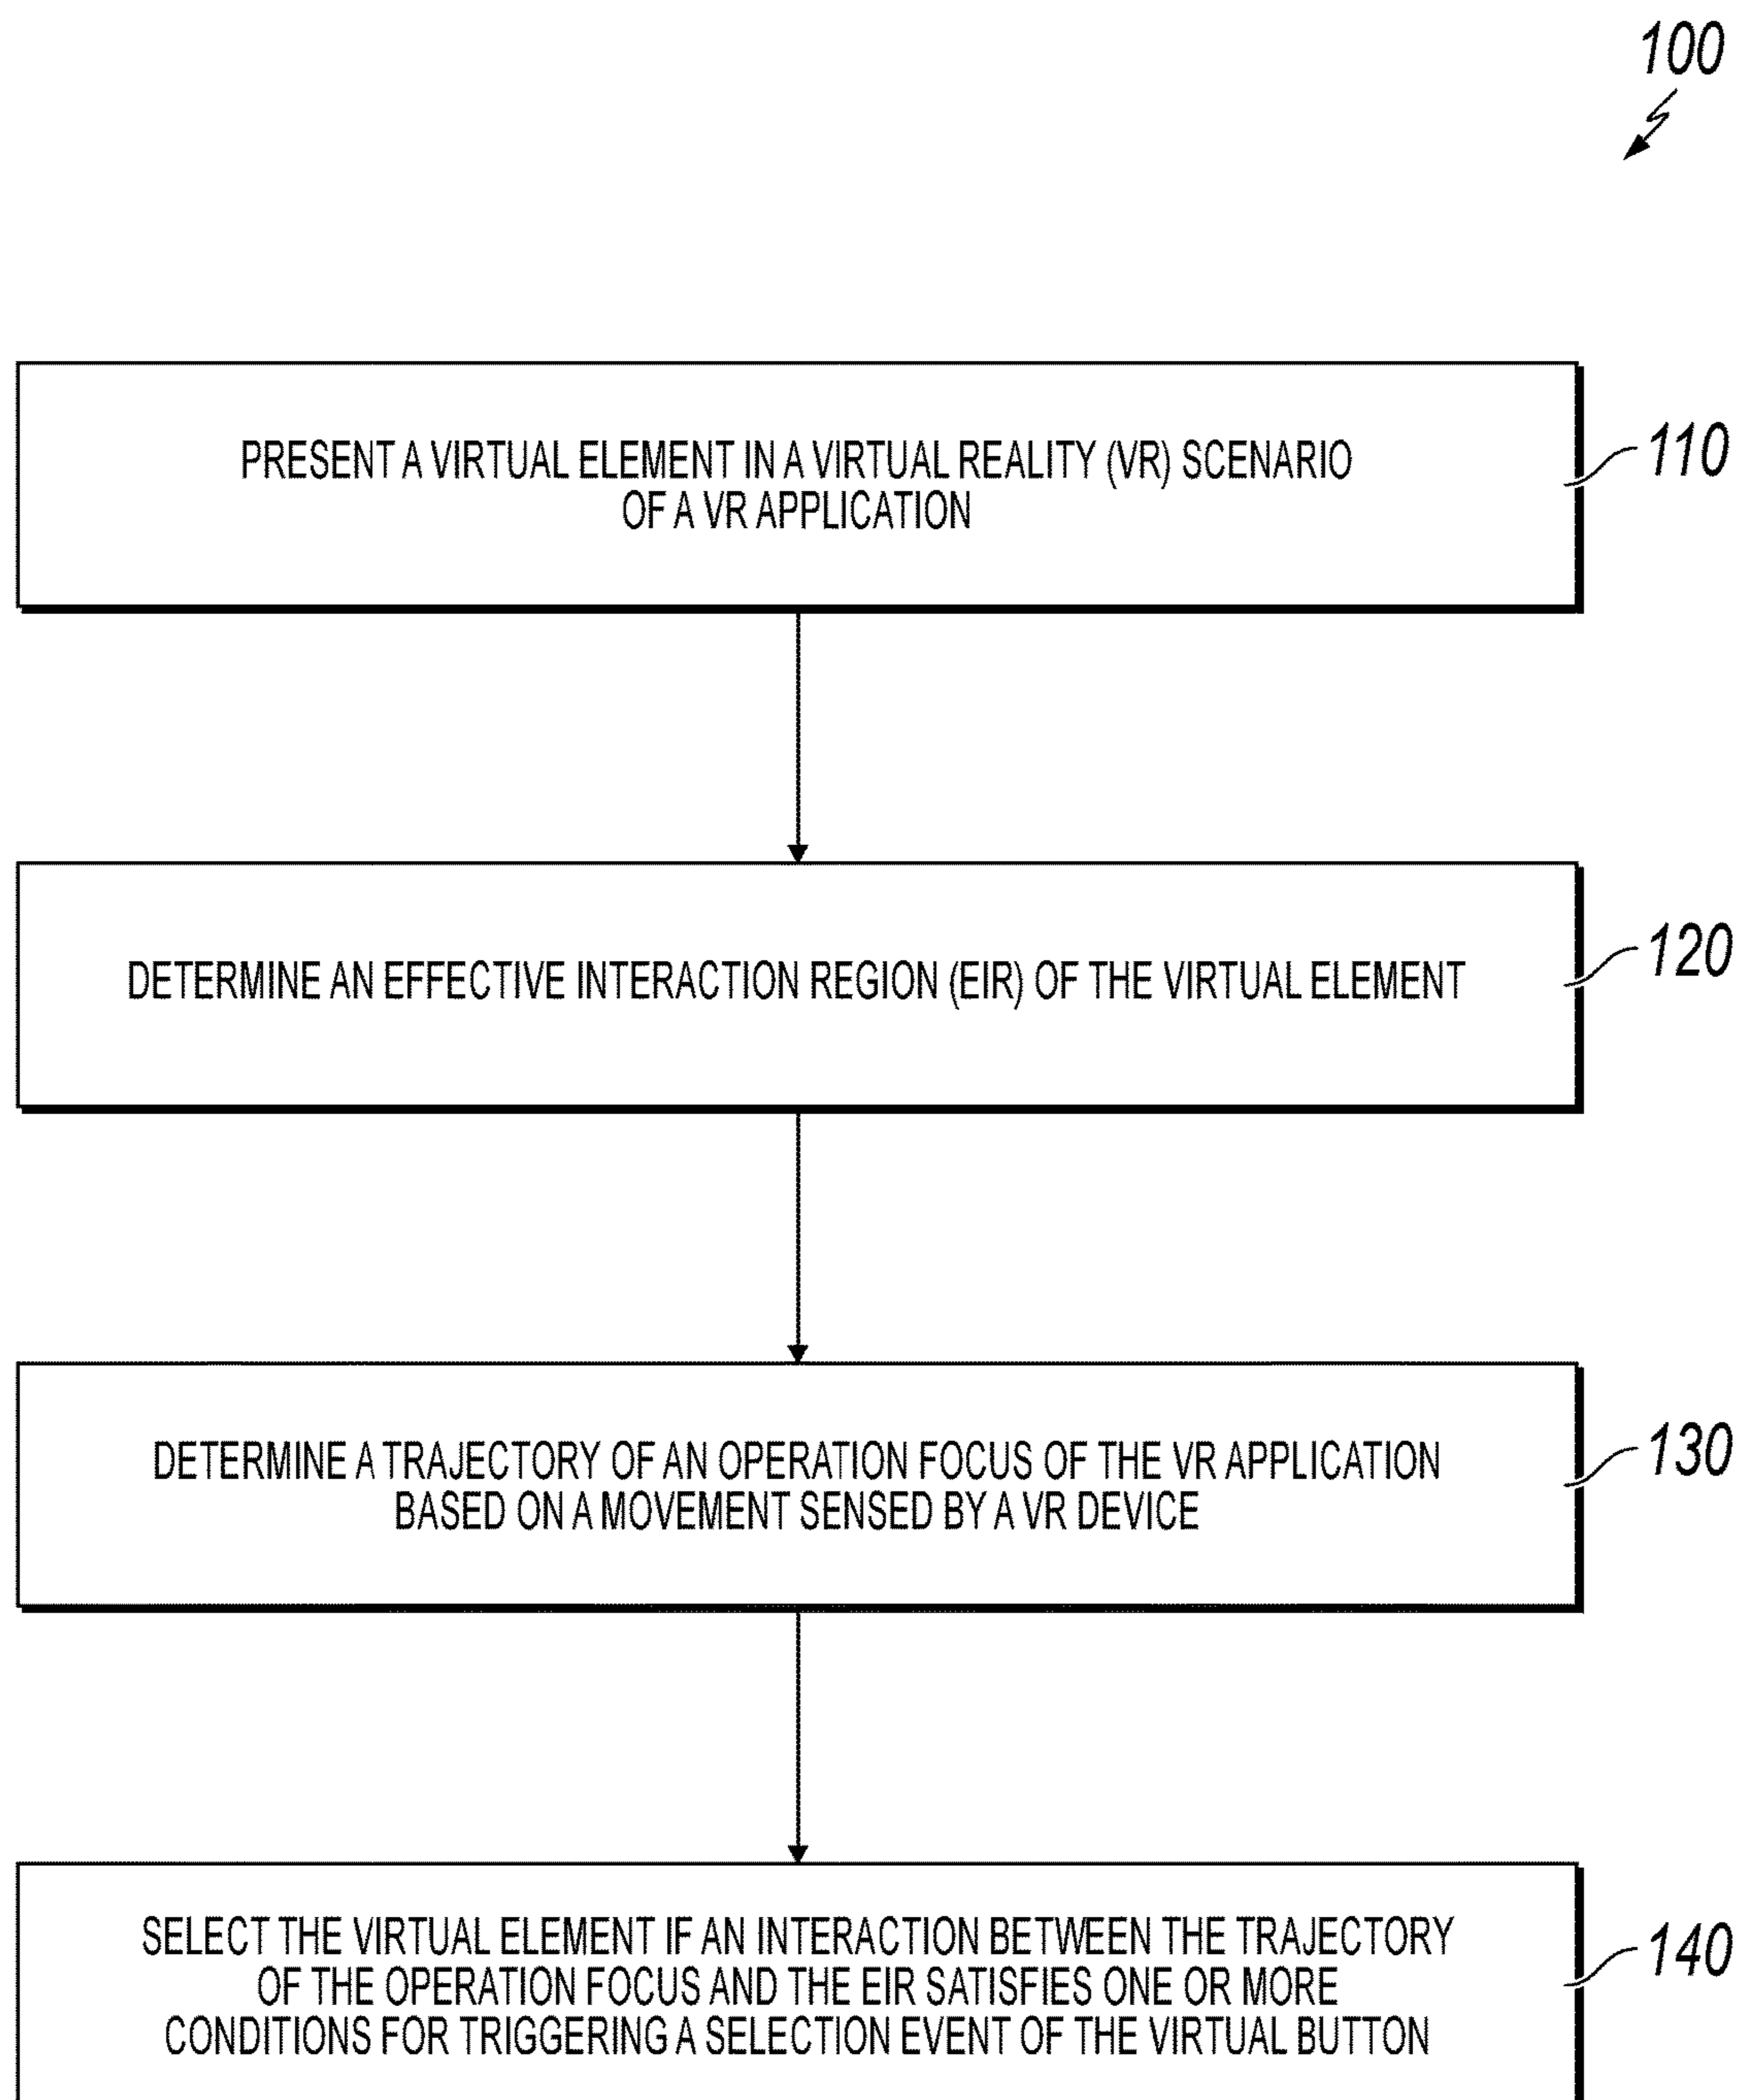 100
PRESENT A VIRTUAL ELEMENT IN A VIRTUAL REALITY (VR) SCENARIO
OF A VR APPLICATION
110
DETERMINE AN EFFECTIVE INTERACTION REGION (EIR) OF THE VIRTUAL ELEMENT
120
DETERMINE A TRAJECTORY OF AN OPERATION FOCUS OF THE VR APPLICATION
BASED ON A MOVEMENT SENSED BY A VR DEVICE
130
SELECT THE VIRTUAL ELEMENT IF AN INTERACTION BETWEEN THE TRAJECTORY
OF THE OPERATION FOCUS AND THE EIR SATISFIES ONE OR MORE
CONDITIONS FOR TRIGGERING A SELECTION EVENT OF THE VIRTUAL BUTTON
140